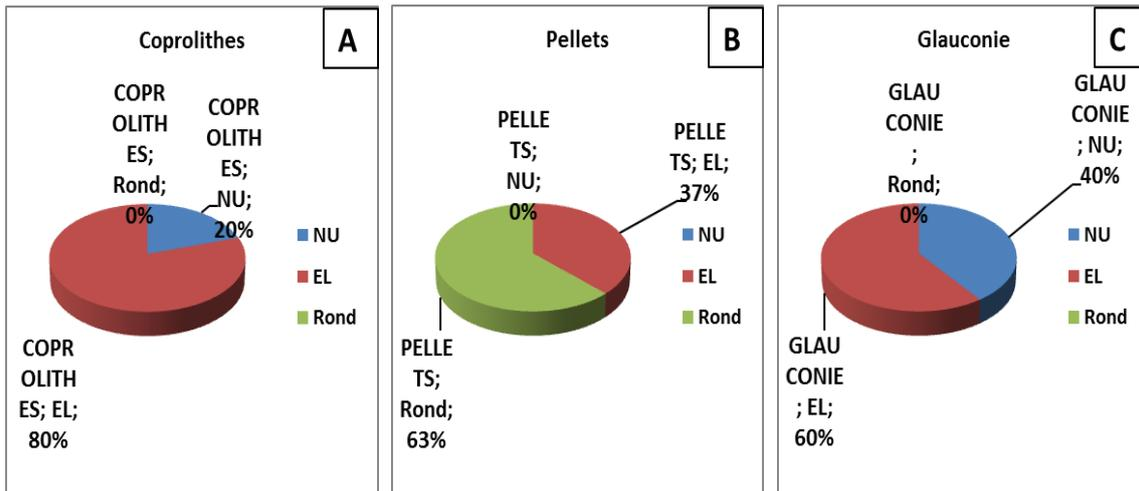 Coprolithes
A
COPR
OLITH
ES;
Rond;
0%
COPR
OLITH
ES;
NU;
20%
NU
EL
Rond
COPR
OLITH
ES; EL;
80%
Pellets
B
PELLE
TS;
NU;
0%
PELLE
TS; EL;
37%
NU
EL
Rond
PELLE
TS;
Rond;
63%
Glauconie
C
GLAU
CONIE
;
Rond;
0%
GLAU
CONIE
; NU;
40%
NU
EL
Rond
GLAU
CONIE
; EL;
60%